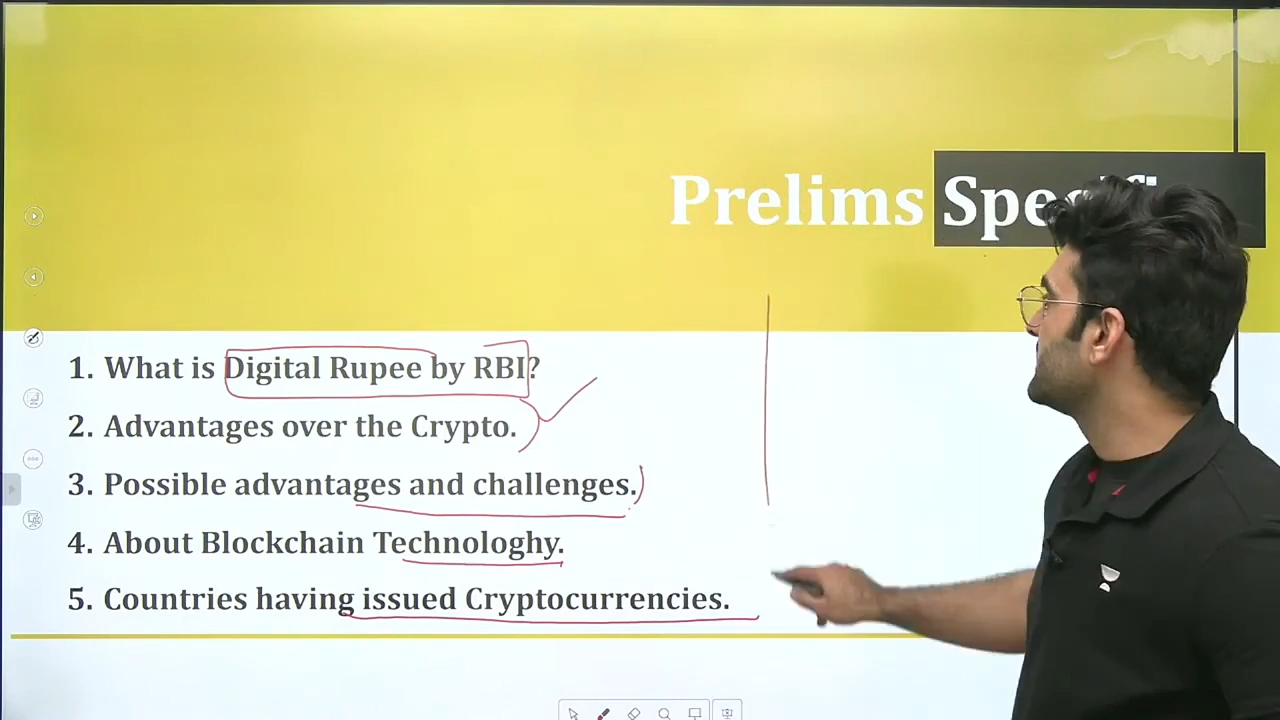 Prelims
1. What is Digital Rupee by RBI?
2. Advantages over the Crypto.
3. Possible advantages and challenges.
4. About Blockchain Technologhy.
5. Countries having issued Cryptocurrencies.